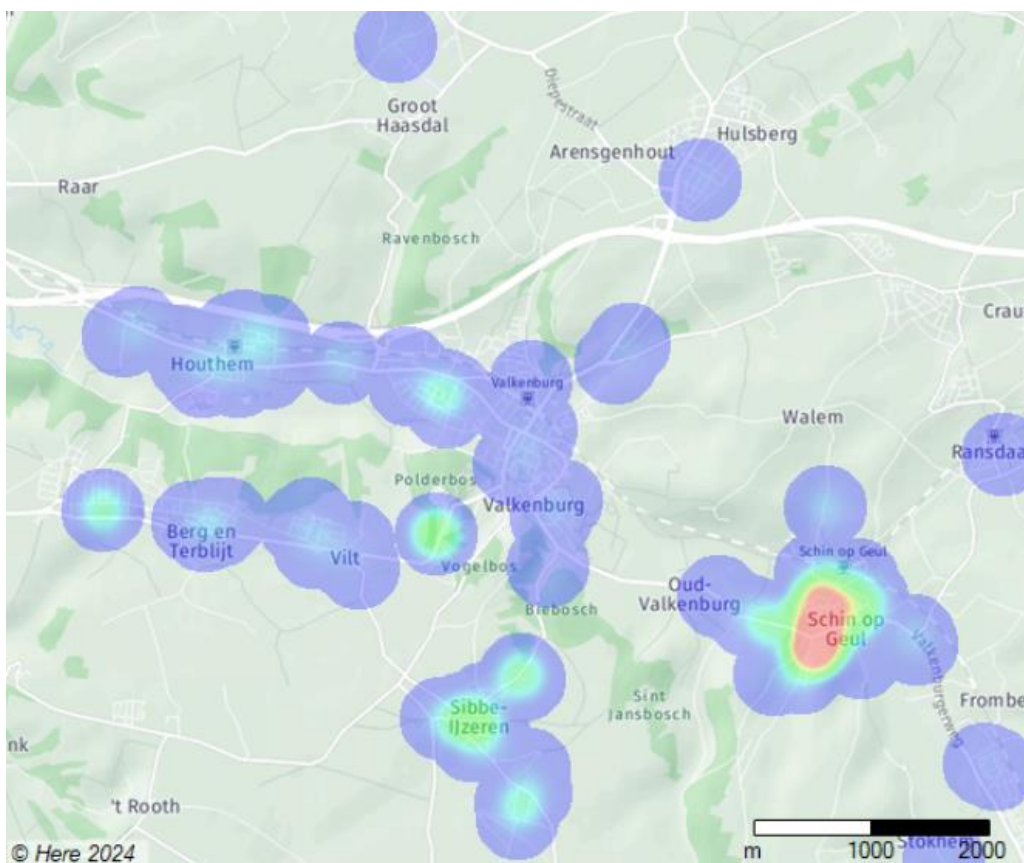 Groot
Haasdal
Diepestraat
Hulsberg
Arensgenhout
Raar
Ravenbosch
Houthem
Valkenburg
Crau
Walem
Ransdaa
Polderbos
Valkenburg
Berg en
Terblijt
Vilt
Vogelbos
Schin op Geul
Oud-
Valkenburg
Biebosch
Schin op
Geul
Valkenburgerweg
Sibbe-
IJzeren
Sint
Jansbosch
Frombe
nk
't Rooth
Stokhem
m 1000 2000
© Here 2024